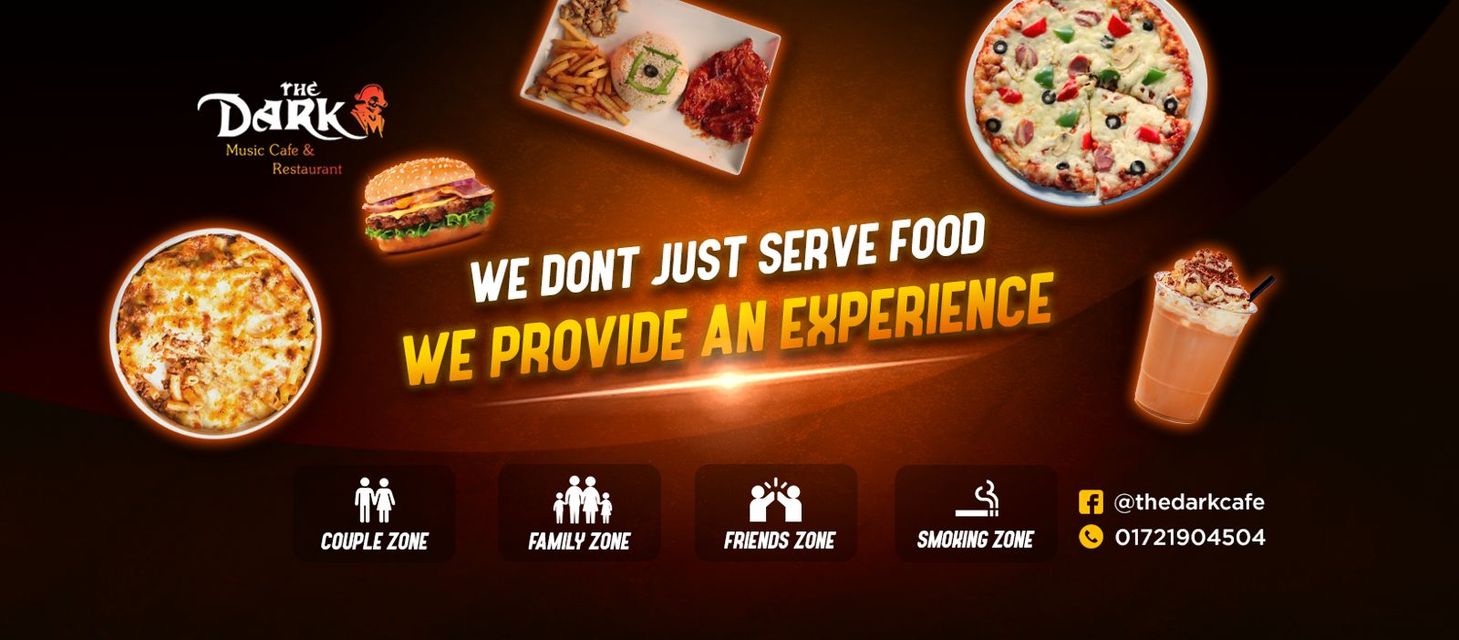 THE
DARK
Music Cafe &
Restaurant
WE DONT JUST SERVE FOOD
WE PROVIDE AN EXPERIENCE
COUPLE ZONE
FAMILY ZONE
FRIENDS ZONE
SMOKING ZONE
@thedarkcafe
01721904504